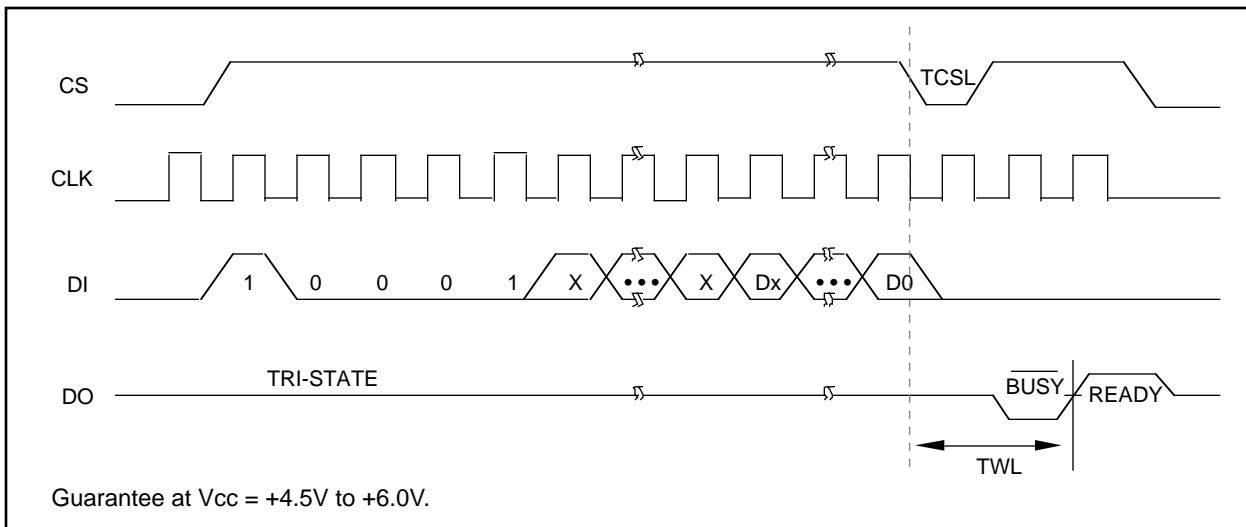 CS TCSL
CLK
DI 1 0 0 0 1 X ••• X Dx ••• D0
TRI-STATE
DO BUSY READY
TWL
Guarantee at Vcc = +4.5V to +6.0V.